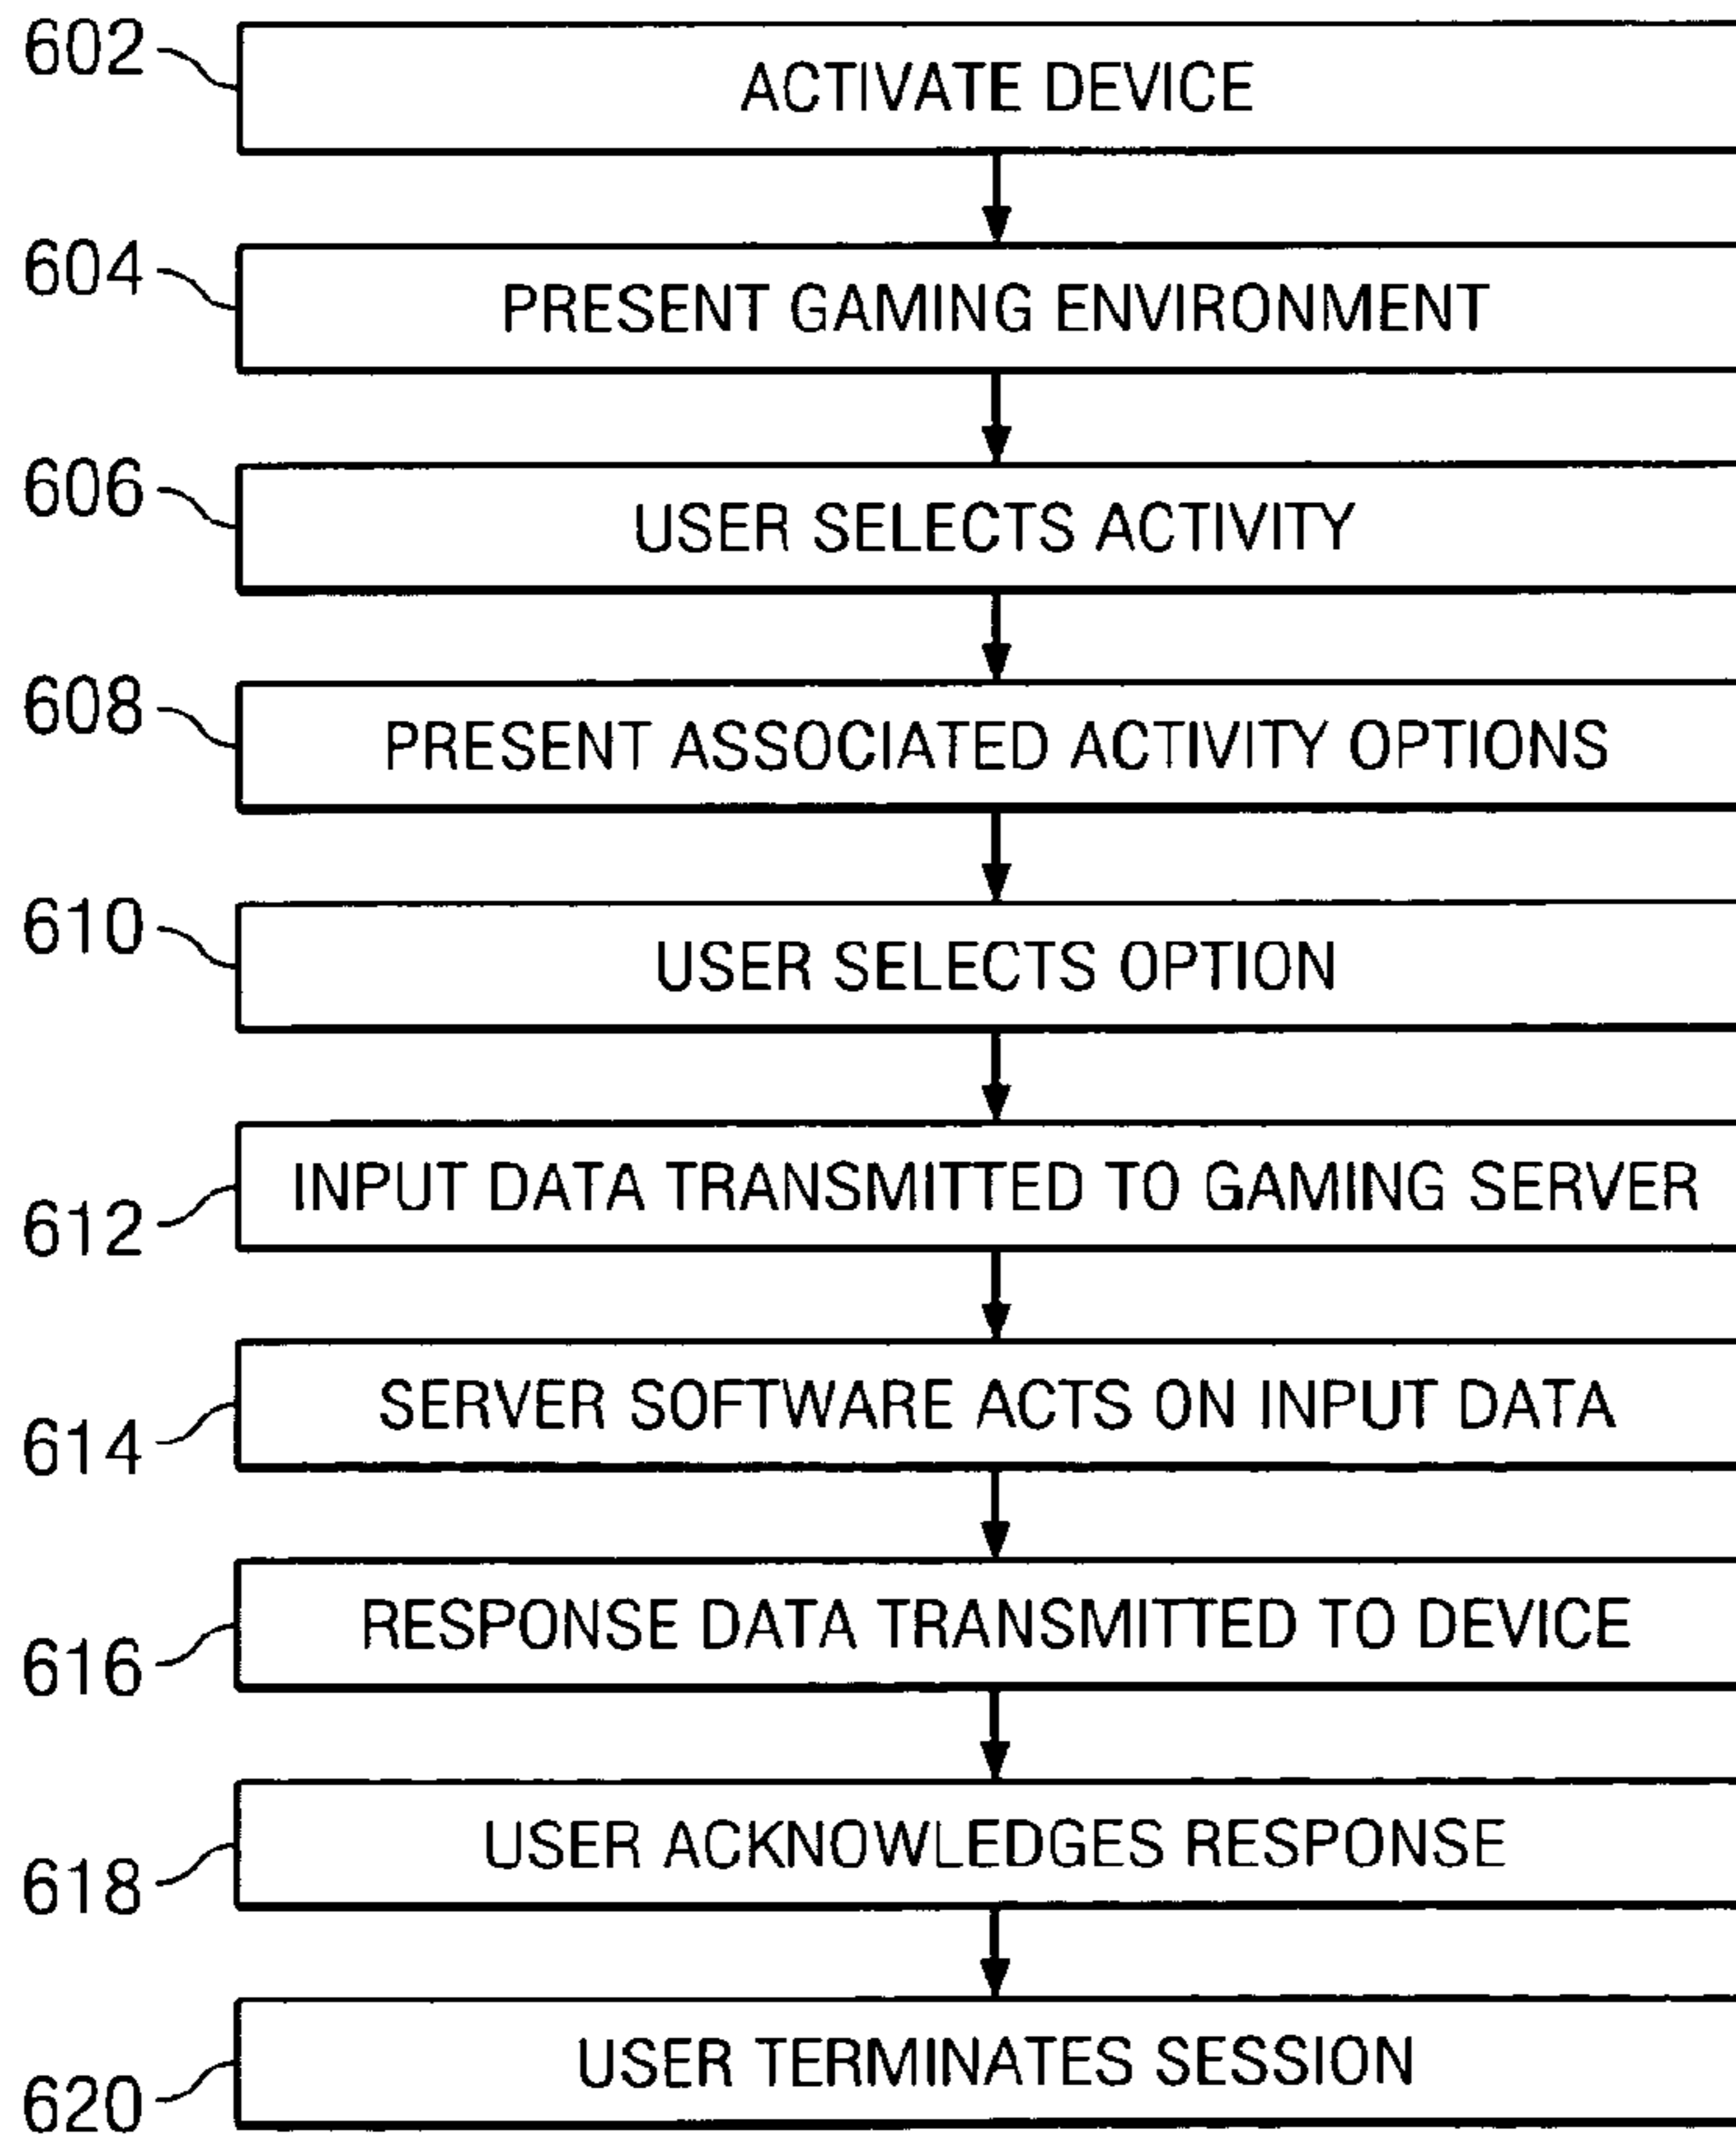 602 ACTIVATE DEVICE
604 PRESENT GAMING ENVIRONMENT
606 USER SELECTS ACTIVITY
608 PRESENT ASSOCIATED ACTIVITY OPTIONS
610 USER SELECTS OPTION
612 INPUT DATA TRANSMITTED TO GAMING SERVER
614 SERVER SOFTWARE ACTS ON INPUT DATA
616 RESPONSE DATA TRANSMITTED TO DEVICE
618 USER ACKNOWLEDGES RESPONSE
620 USER TERMINATES SESSION